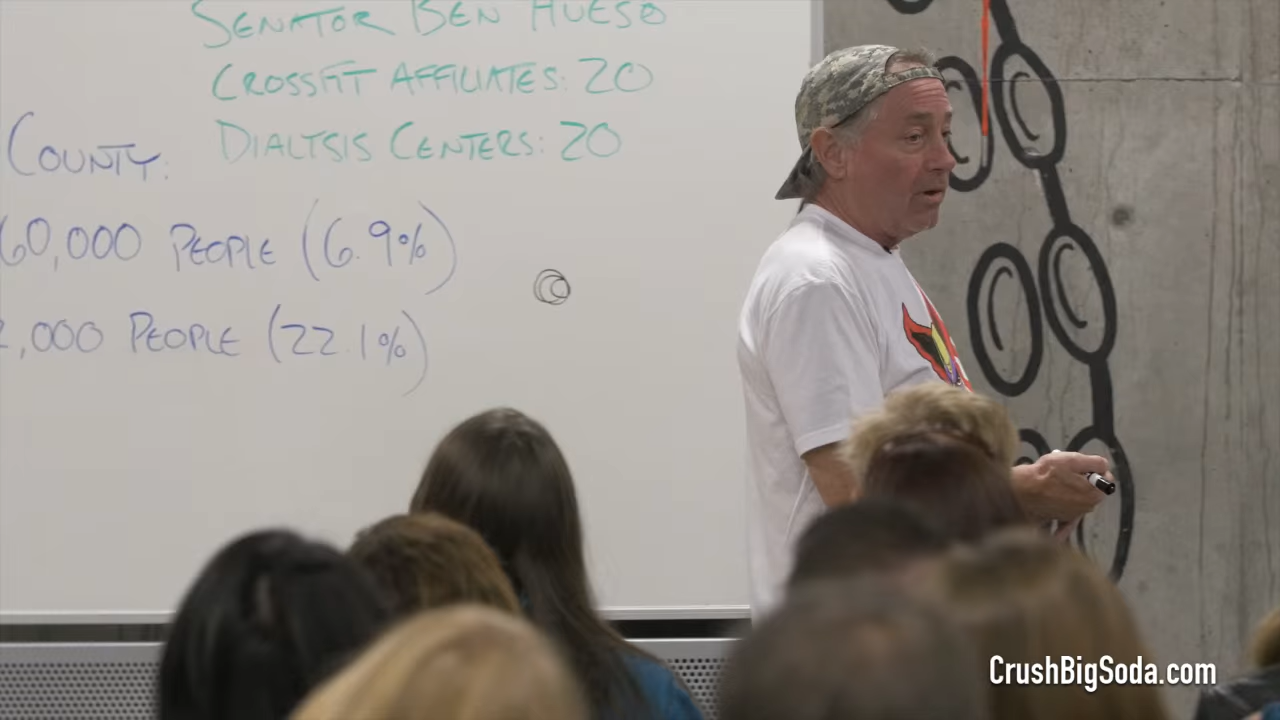 SENATOR BEN HUESO
CROSSFIT AFFILIATES: 20
DIALYSIS CENTERS: 20
COUNTY:
60,000 PEOPLE (6.9%)
2,000 PEOPLE (22.1%)
CrushBigSoda.com